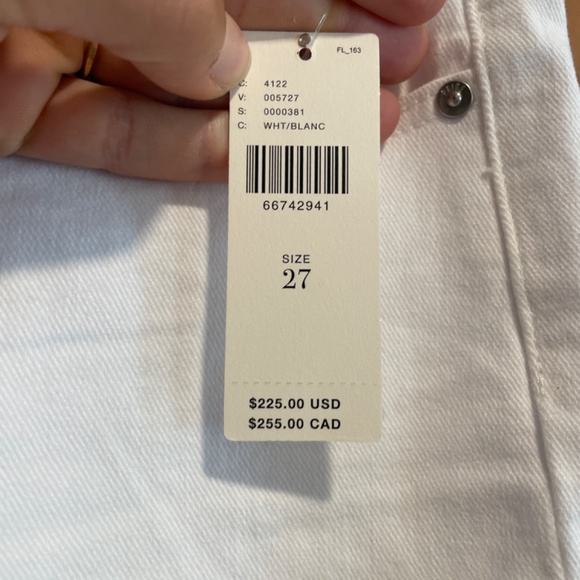 FL_163
C: 4122
V: 005727
S: 0000381
C: WHT/BLANC
66742941
SIZE
27
$225.00 USD
$255.00 CAD